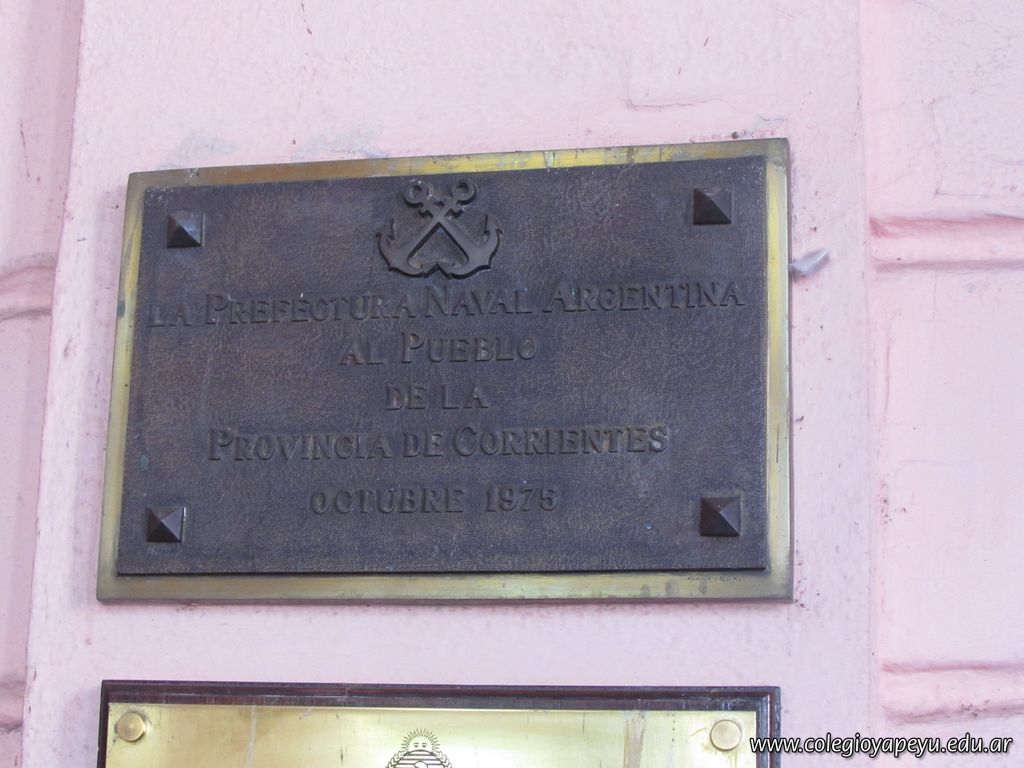 LA PREFECTURA NAVAL ARGENTINA
AL PUEBLO
DE LA
PROVINCIA DE CORRIENTES
OCTUBRE 1975
www.colegioyapeyu.edu.ar